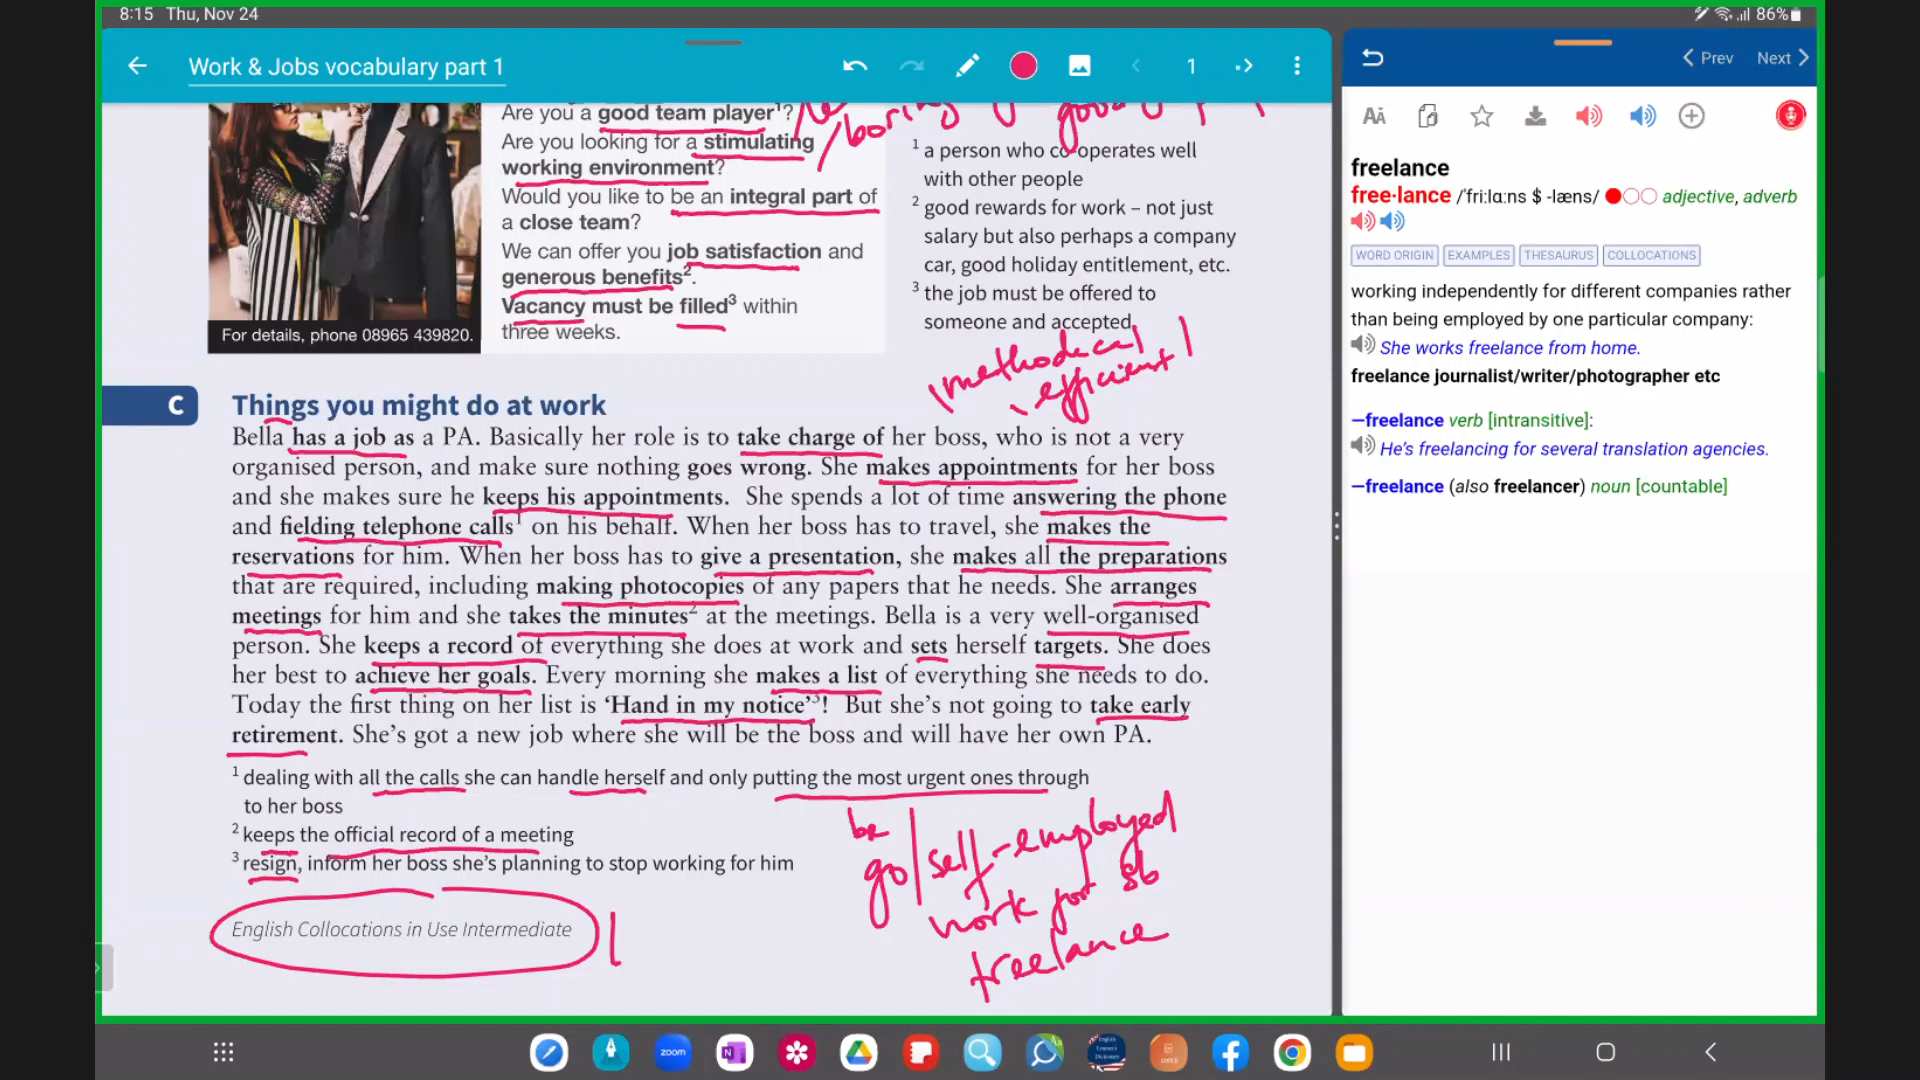 8:15 Thu, Nov 24
86%
Work & Jobs vocabulary part 1
1
Are you a good team player¹?
Are you looking for a stimulating
working environment?
Would you like to be an integral part of
a close team?
We can offer you job satisfaction and
generous benefits².
Vacancy must be filled³ within
three weeks.
For details, phone 08965 439820.
/boring
¹ a person who co-operates well
with other people
² good rewards for work – not just
salary but also perhaps a company
car, good holiday entitlement, etc.
³ the job must be offered to
someone and accepted
methodical
efficient
C
Things you might do at work
Bella has a job as a PA. Basically her role is to take charge of her boss, who is not a very
organised person, and make sure nothing goes wrong. She makes appointments for her boss
and she makes sure he keeps his appointments. She spends a lot of time answering the phone
and fielding telephone calls¹ on his behalf. When her boss has to travel, she makes the
reservations for him. When her boss has to give a presentation, she makes all the preparations
that are required, including making photocopies of any papers that he needs. She arranges
meetings for him and she takes the minutes² at the meetings. Bella is a very well-organised
person. She keeps a record of everything she does at work and sets herself targets. She does
her best to achieve her goals. Every morning she makes a list of everything she needs to do.
Today the first thing on her list is ‘Hand in my notice’³! But she’s not going to take early
retirement. She’s got a new job where she will be the boss and will have her own PA.
¹ dealing with all the calls she can handle herself and only putting the most urgent ones through
to her boss
² keeps the official record of a meeting
³ resign, inform her boss she’s planning to stop working for him
be
go/self-employed
work for sb
freelance
English Collocations in Use Intermediate
Prev Next
freelance
free·lance /ˈfriːlɑːns $ -læns/ adjective, adverb
WORD ORIGIN EXAMPLES THESAURUS COLLOCATIONS
working independently for different companies rather
than being employed by one particular company:
She works freelance from home.
freelance journalist/writer/photographer etc
—freelance verb [intransitive]:
He’s freelancing for several translation agencies.
—freelance (also freelancer) noun [countable]
zoom